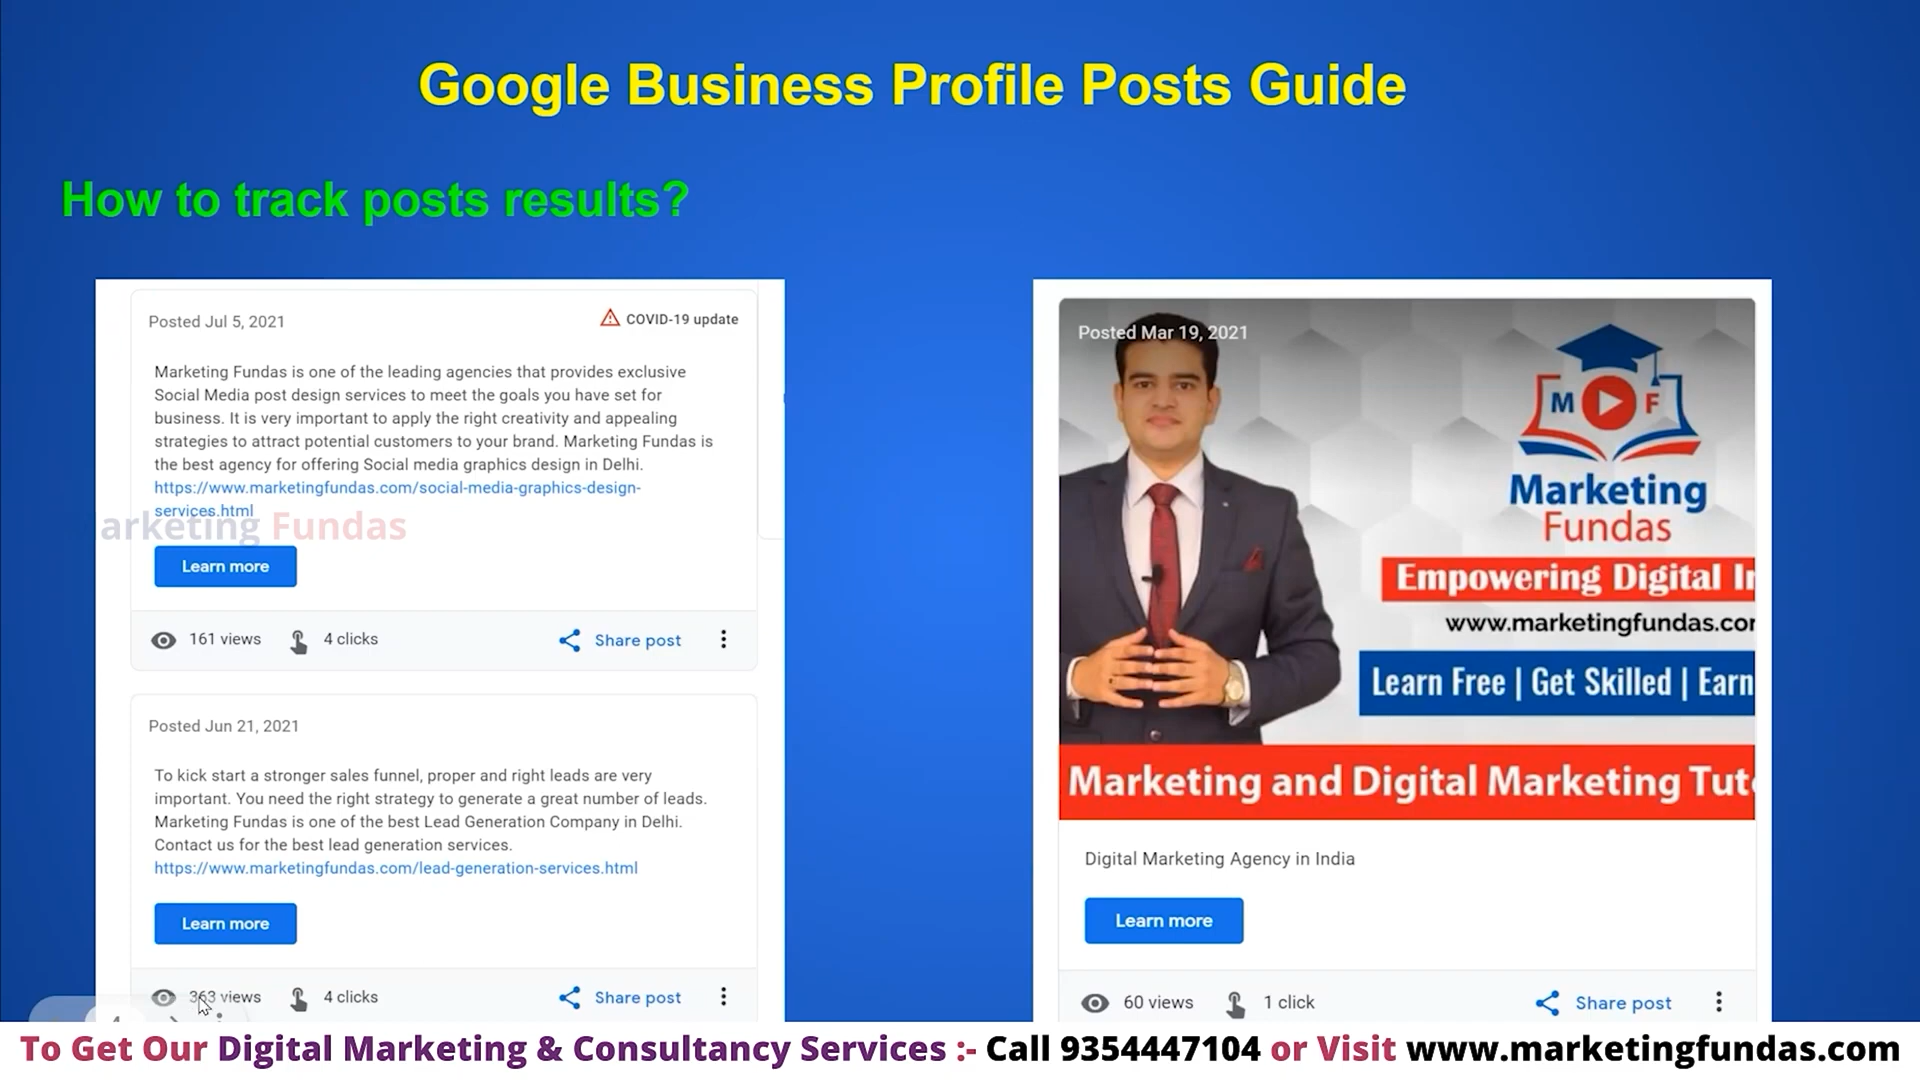 Google Business Profile Posts Guide
How to track posts results?
Posted Jul 5, 2021
COVID-19 update
Marketing Fundas is one of the leading agencies that provides exclusive
Social Media post design services to meet the goals you have set for
business. It is very important to apply the right creativity and appealing
strategies to attract potential customers to your brand. Marketing Fundas is
the best agency for offering Social media graphics design in Delhi.
https://www.marketingfundas.com/social-media-graphics-design-
services.html
arketing Fundas
Learn more
161 views
4 clicks
Share post
Posted Jun 21, 2021
To kick start a stronger sales funnel, proper and right leads are very
important. You need the right strategy to generate a great number of leads.
Marketing Fundas is one of the best Lead Generation Company in Delhi.
Contact us for the best lead generation services.
https://www.marketingfundas.com/lead-generation-services.html
Learn more
363 views
4 clicks
Share post
Posted Mar 19, 2021
M F
Marketing
Fundas
Empowering Digital In
www.marketingfundas.com
Learn Free | Get Skilled | Earn
Marketing and Digital Marketing Tuto
Digital Marketing Agency in India
Learn more
60 views
1 click
Share post
To Get Our Digital Marketing & Consultancy Services :- Call 9354447104 or Visit www.marketingfundas.com